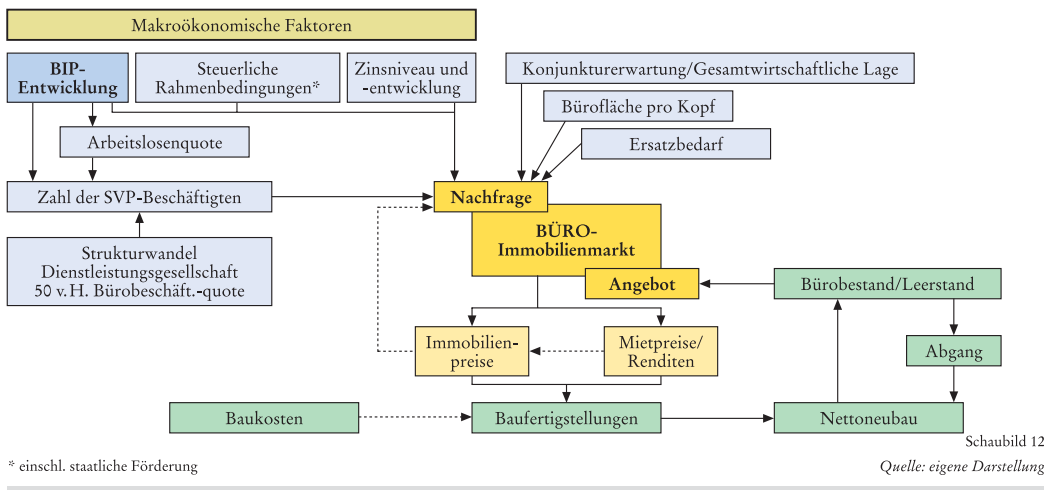 Makroökonomische Faktoren
BIP-
Entwicklung
Steuerliche
Rahmenbedingungen*
Zinsniveau und
-entwicklung
Konjunkturerwartung/Gesamtwirtschaftliche Lage
Bürofläche pro Kopf
Arbeitslosenquote
Ersatzbedarf
Zahl der SVP-Beschäftigten
Nachfrage
BÜRO-
Immobilienmarkt
Strukturwandel
Dienstleistungsgesellschaft
50 v. H. Bürobeschäft.-quote
Angebot
Bürobestand/Leerstand
Immobilien-
preise
Mietpreise/
Renditen
Abgang
Baukosten
Baufertigstellungen
Nettoneubau
Schaubild 12
* einschl. staatliche Förderung
Quelle: eigene Darstellung